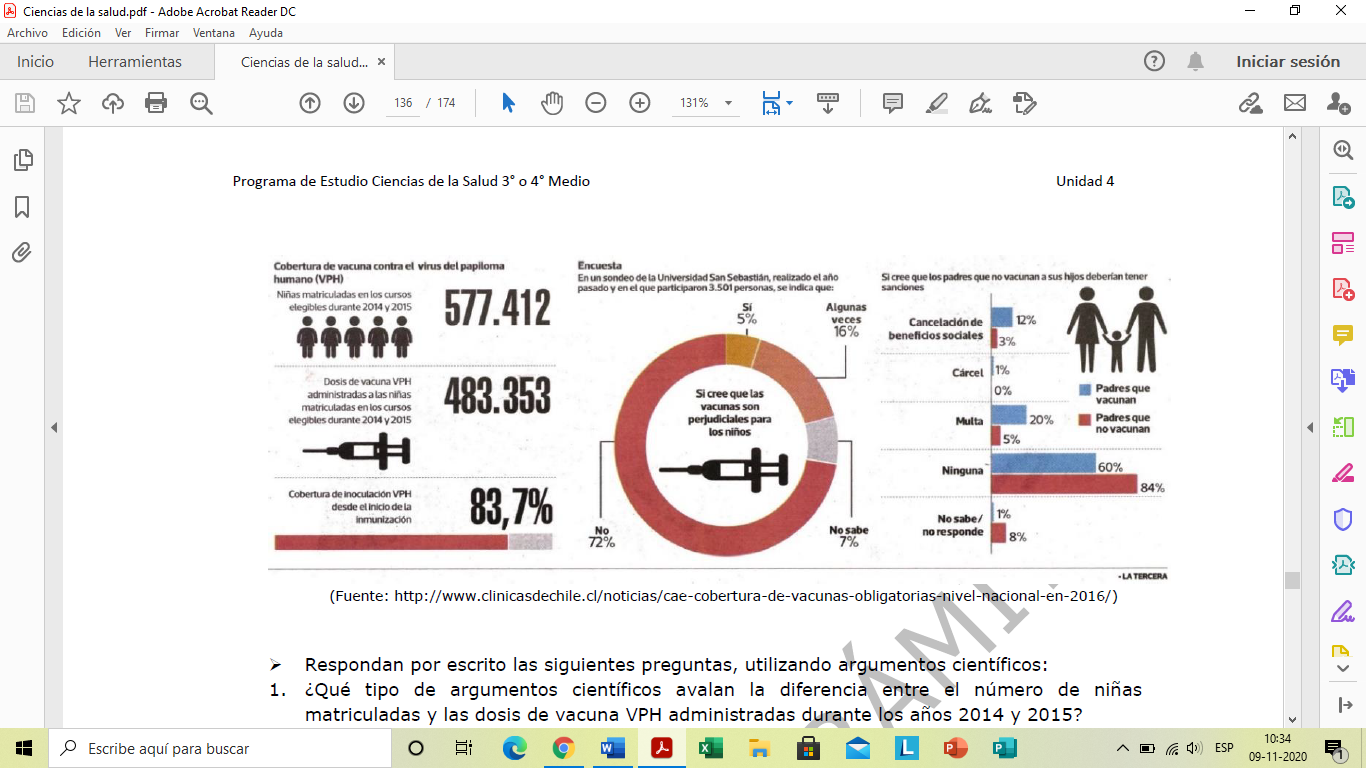 Ciencias de la salud.pdf - Adobe Acrobat Reader DC
Archivo Edición Ver Firmar Ventana Ayuda
Inicio Herramientas Ciencias de la salud... × Iniciar sesión
136 / 174 131%
Programa de Estudio Ciencias de la Salud 3° o 4° Medio Unidad 4
Cobertura de vacuna contra el virus del papiloma
humano (VPH)
Niñas matriculadas en los cursos
elegibles durante 2014 y 2015
577.412
Dosis de vacuna VPH
administradas a las niñas
matriculadas en los cursos
elegibles durante 2014 y 2015
483.353
Cobertura de inoculación VPH
desde el inicio de la
inmunización
83,7%
Encuesta
En un sondeo de la Universidad San Sebastián, realizado el año
pasado y en el que participaron 3.501 personas, se indica que:
Sí
5%
Algunas
veces
16%
Si cree que las
vacunas son
perjudiciales para
los niños
No
72%
No sabe
7%
Si cree que los padres que no vacunan a sus hijos deberían tener
sanciones
Cancelación de
beneficios sociales
12%
3%
Cárcel
1%
0%
Multa
20%
5%
Ninguna
60%
84%
No sabe/
no responde
1%
8%
Padres que
vacunan
Padres que
no vacunan
- LA TERCERA
(Fuente: http://www.clinicasdechile.cl/noticias/cae-cobertura-de-vacunas-obligatorias-nivel-nacional-en-2016/)
➢ Respondan por escrito las siguientes preguntas, utilizando argumentos científicos:
1. ¿Qué tipo de argumentos científicos avalan la diferencia entre el número de niñas
matriculadas y las dosis de vacuna VPH administradas durante los años 2014 y 2015?
Escribe aquí para buscar
ESP
10:34
09-11-2020